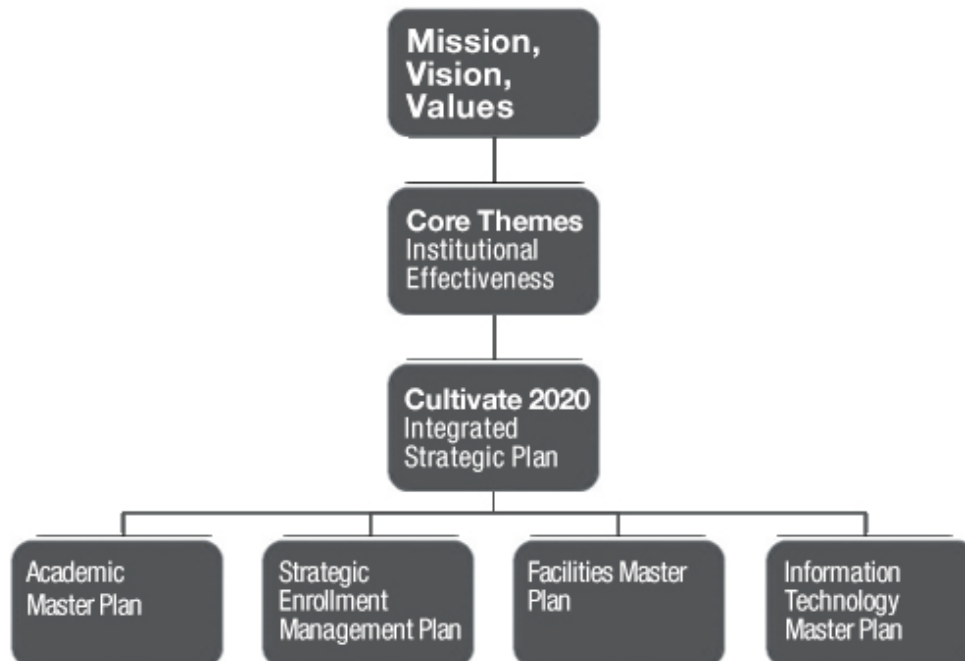 Mission,
Vision,
Values
Core Themes
Institutional
Effectiveness
Cultivate 2020
Integrated
Strategic Plan
Academic
Master Plan
Strategic
Enrollment
Management Plan
Facilities Master
Plan
Information
Technology
Master Plan